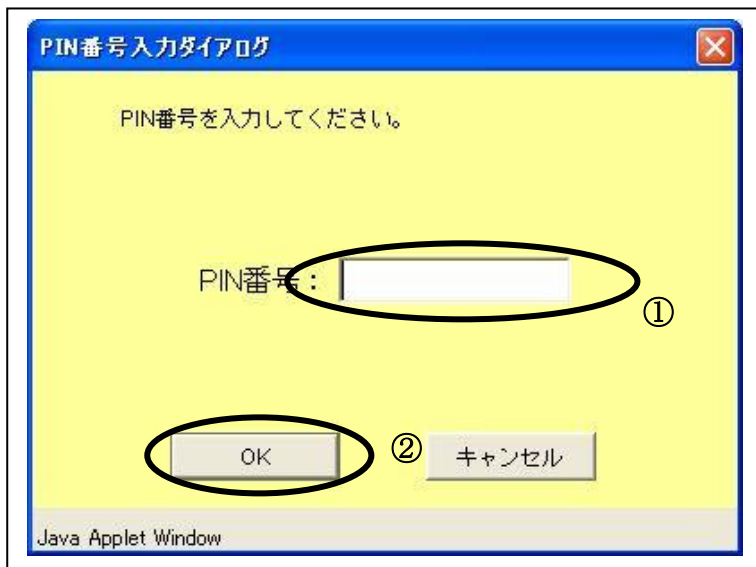 PIN番号入力ダイアログ
PIN番号を入力してください。
PIN番号：
①
OK
②
キャンセル
Java Applet Window